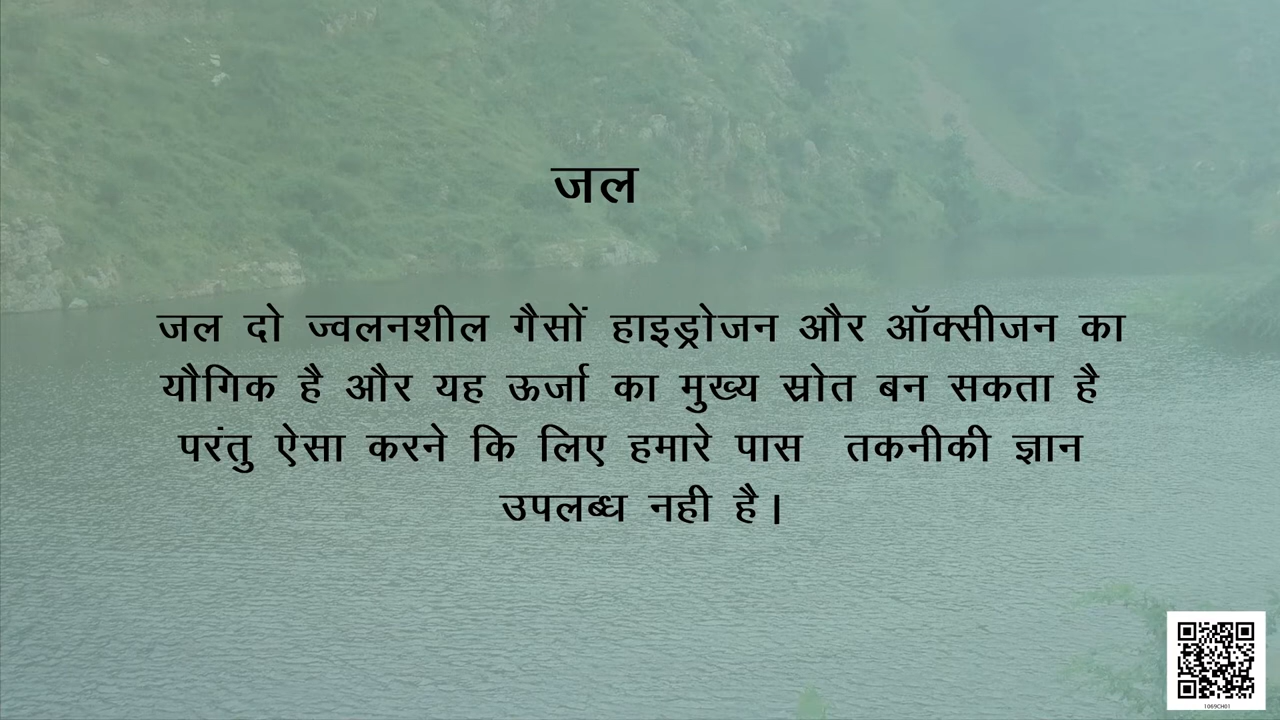 जल
जल दो ज्वलनशील गैसों हाइड्रोजन और ऑक्सीजन का
यौगिक है और यह ऊर्जा का मुख्य स्रोत बन सकता है
परंतु ऐसा करने कि लिए हमारे पास तकनीकी ज्ञान
उपलब्ध नही है।
1069CH01